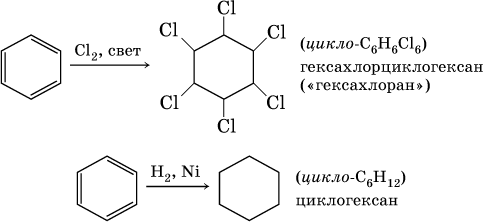 Cl
Cl
Cl
Cl₂, свет
Cl
Cl
Cl
(цикло-C₆H₆Cl₆)
гексахлорциклогексан
(«гексахлоран»)
H₂, Ni
(цикло-C₆H₁₂)
циклогексан